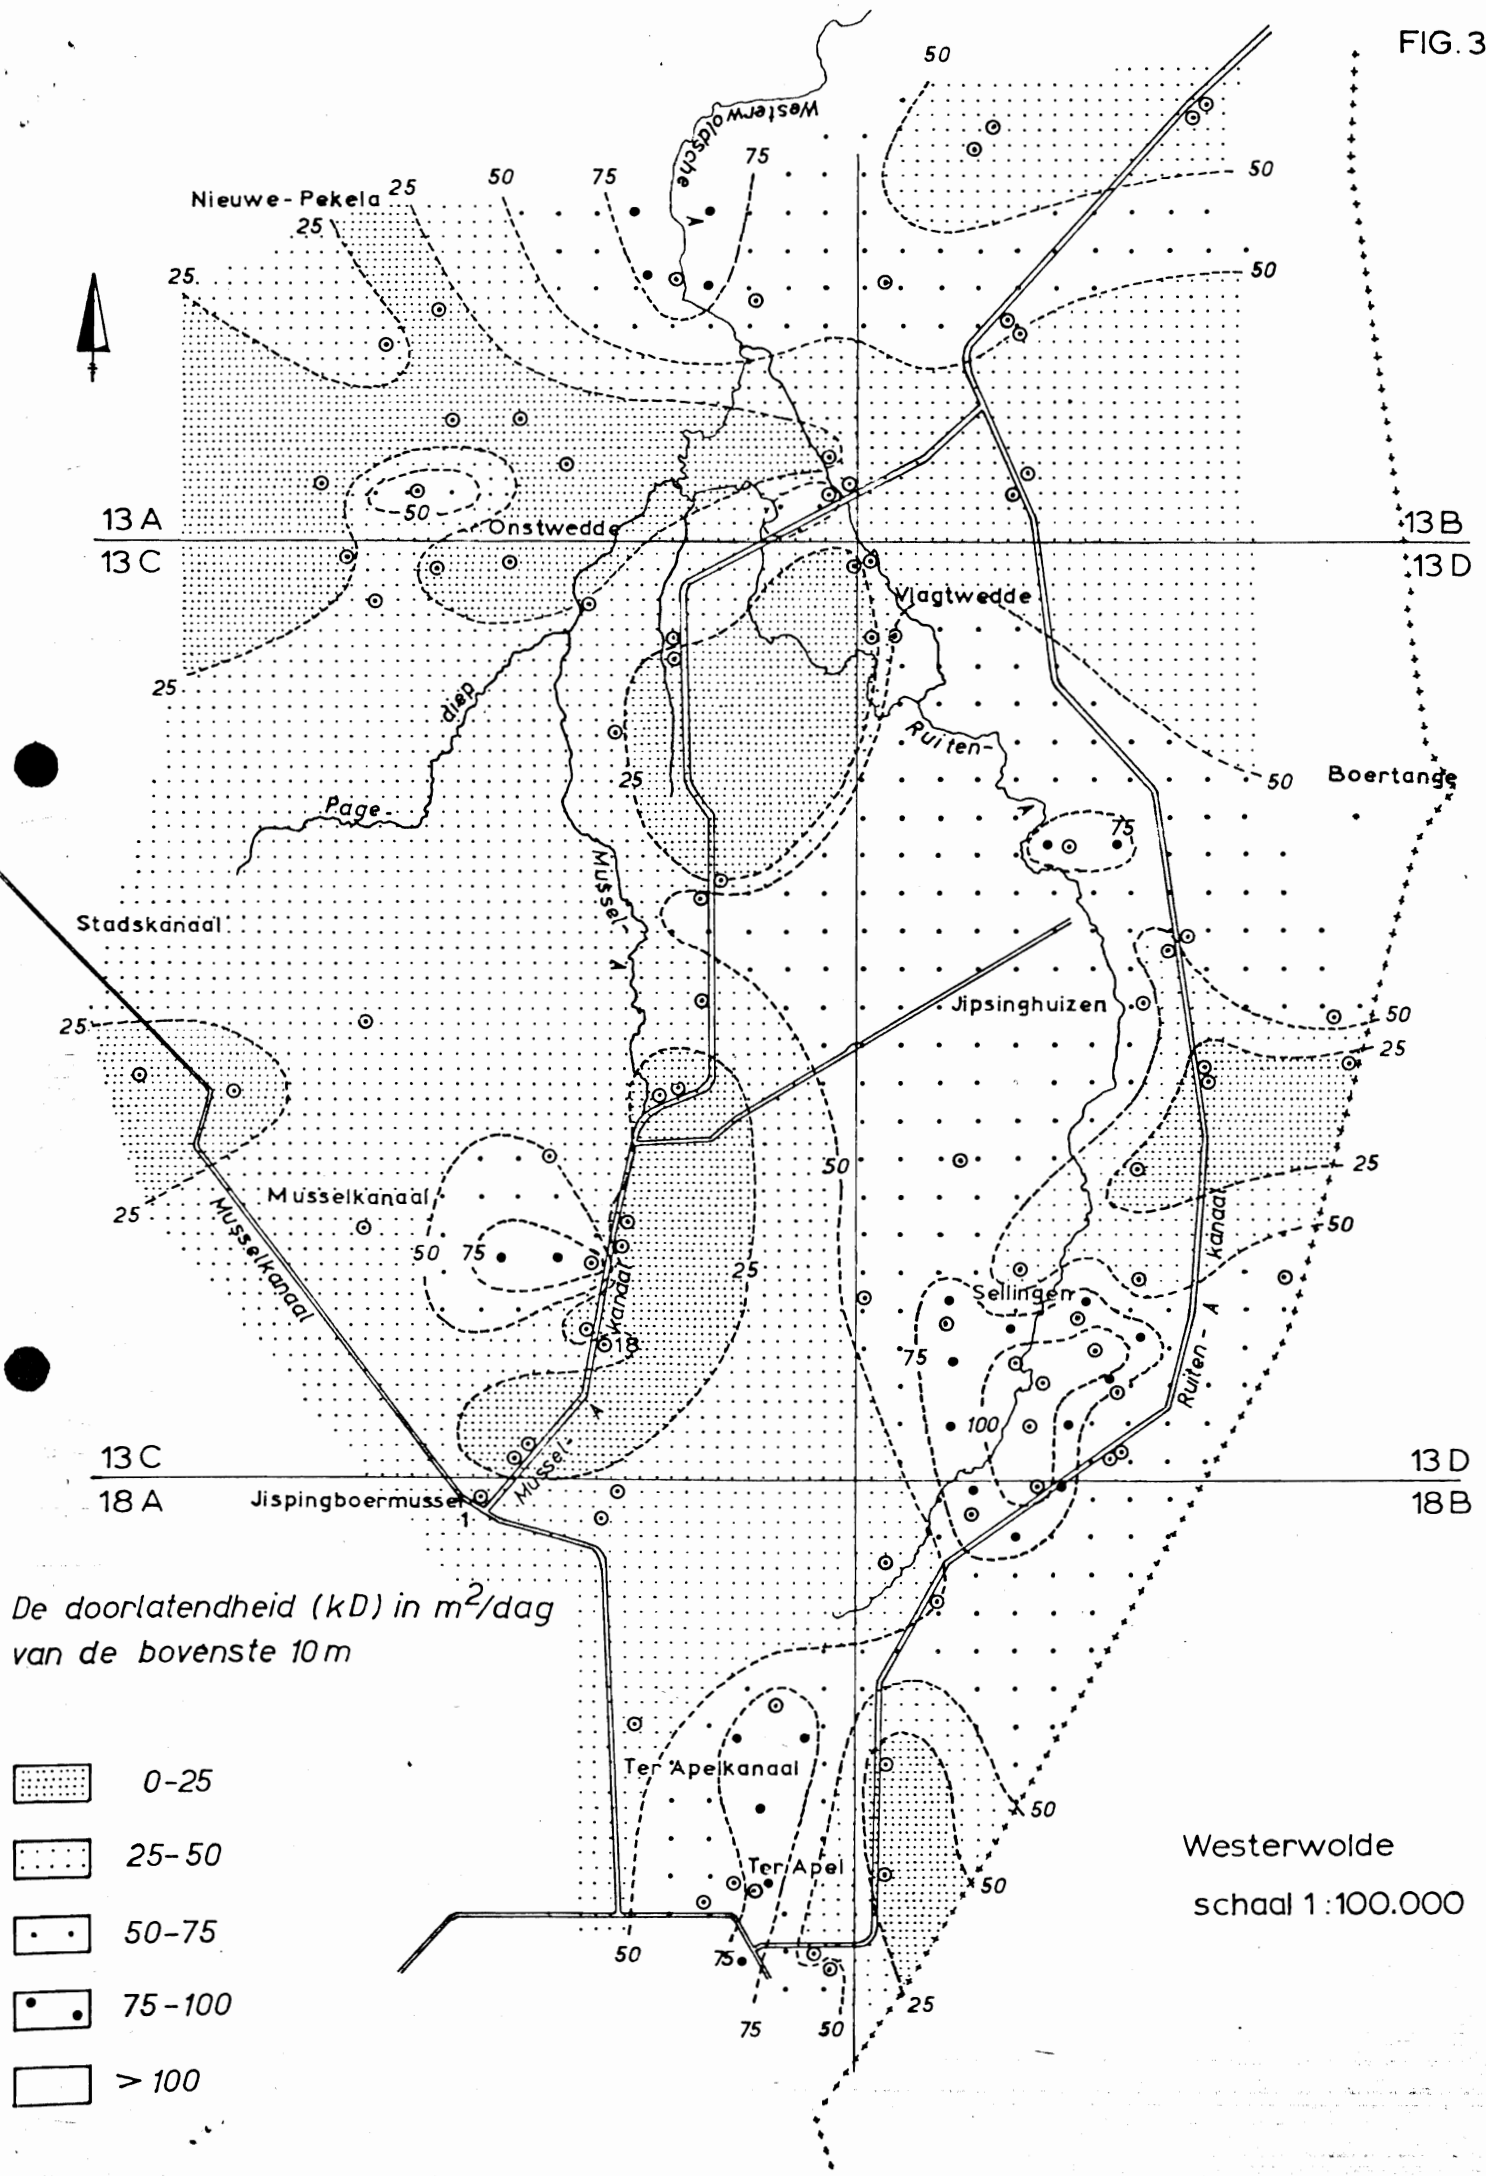 FIG. 3
50
Westerwoldsche A
75
75
50
50
Nieuwe-Pekela
25
25
25
50
50
13 A
13 B
Onstwedde
13 C
13 D
Vlagtwedde
25
diep
Ruiten-
A
25
50
Boertange
Page-
75
Mussel-
A
Stadskanaal
Jipsinghuizen
25
50
25
50
25
Musselkanaal
25
Musselkanaal
50
50
75
25
kanaal
kanaal
Sellingen
18
75
A
Ruiten-
A
100
Mussel-
13 C
13 D
18 A
Jispingboermussel
18 B
1
De doorlatendheid (kD) in m²/dag
van de bovenste 10 m
0-25
Ter Apelkanaal
50
25-50
Westerwolde
Ter Apel
50
schaal 1:100.000
50-75
50
75
75-100
25
75
50
>100